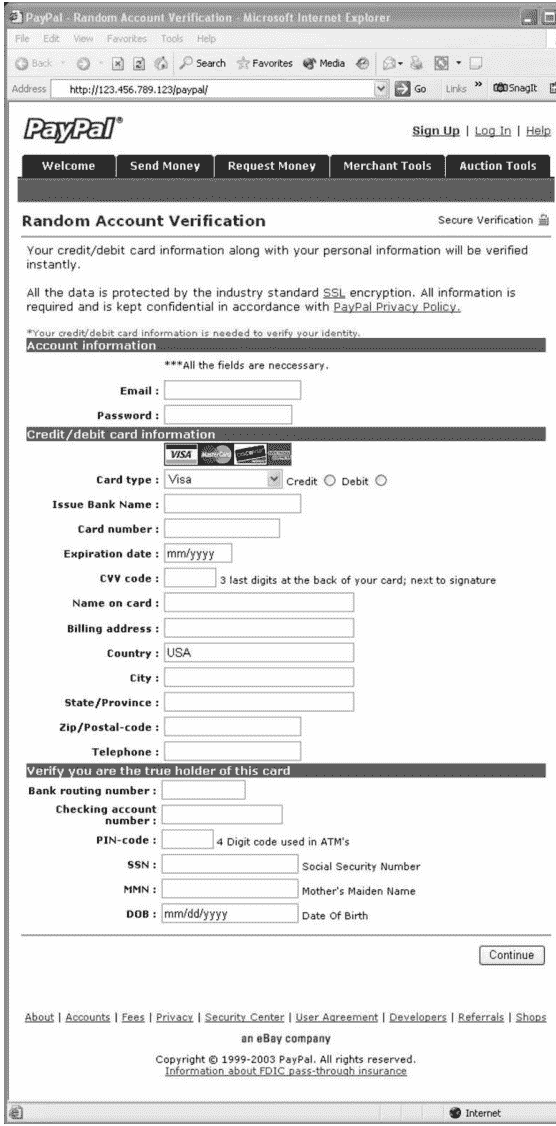 PayPal - Random Account Verification - Microsoft Internet Explorer
File Edit View Favorites Tools Help
Back Search Favorites Media
Address http://123.456.789.123/paypal/ Go Links » SnagIt
PayPal®
Sign Up | Log In | Help
Welcome Send Money Request Money Merchant Tools Auction Tools
Random Account Verification Secure Verification
Your credit/debit card information along with your personal information will be verified
instantly.
All the data is protected by the industry standard SSL encryption. All information is
required and is kept confidential in accordance with PayPal Privacy Policy.
*Your credit/debit card information is needed to verify your identity.
Account information
***All the fields are neccessary.
Email :
Password :
Credit/debit card information
VISA MasterCard DISCOVER
Card type : Visa Credit Debit
Issue Bank Name :
Card number :
Expiration date : mm/yyyy
CVV code : 3 last digits at the back of your card; next to signature
Name on card :
Billing address :
Country : USA
City :
State/Province :
Zip/Postal-code :
Telephone :
Verify you are the true holder of this card
Bank routing number :
Checking account
number :
PIN-code : 4 Digit code used in ATM's
SSN : Social Security Number
MMN : Mother's Maiden Name
DOB : mm/dd/yyyy Date Of Birth
Continue
About | Accounts | Fees | Privacy | Security Center | User Agreement | Developers | Referrals | Shops
an eBay company
Copyright © 1999-2003 PayPal. All rights reserved.
Information about FDIC pass-through insurance
Internet